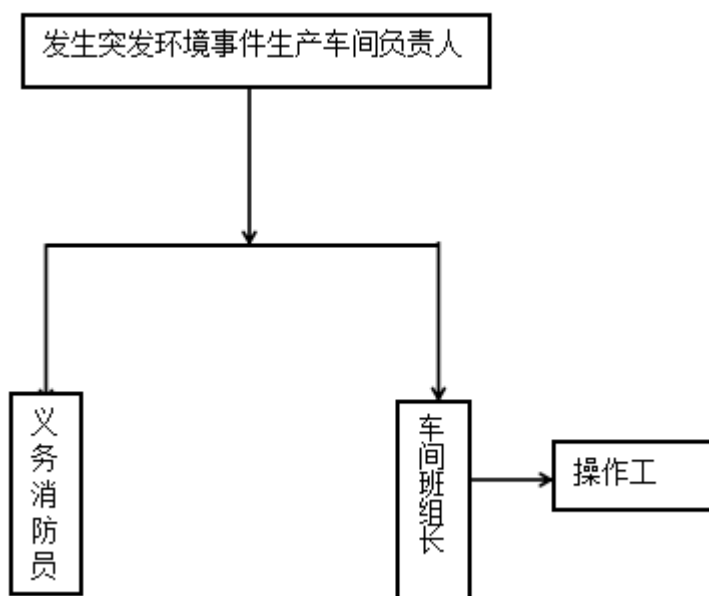 发生突发环境事件生产车间负责人
义务消防员
车间班组长
操作工